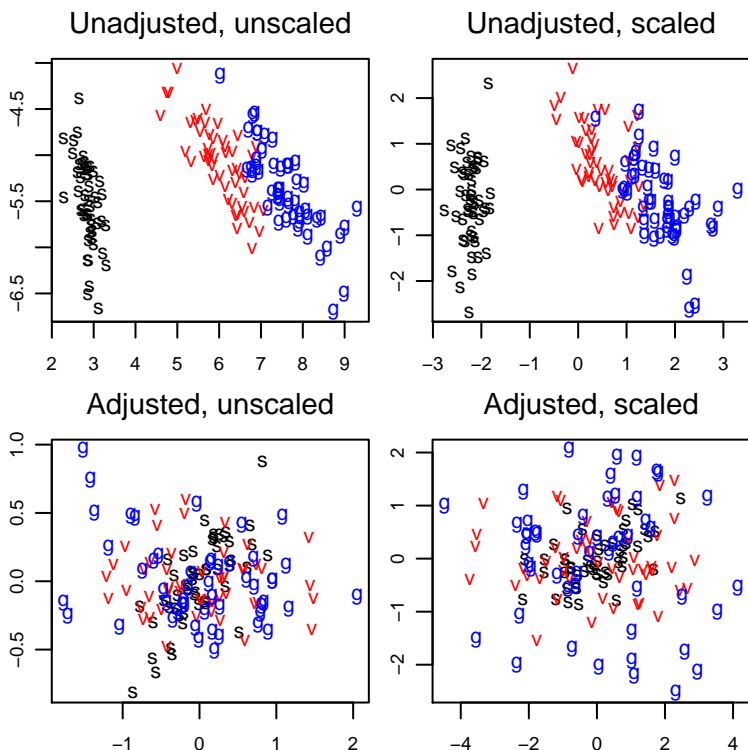 Unadjusted, unscaled
Unadjusted, scaled
−4.5
−5.5
−6.5
2 3 4 5 6 7 8 9
2
1
0
−1
−2
−3 −2 −1 0 1 2 3
Adjusted, unscaled
Adjusted, scaled
1.0
0.5
0.0
−0.5
−1 0 1 2
2
1
0
−1
−2
−4 −2 0 2 4